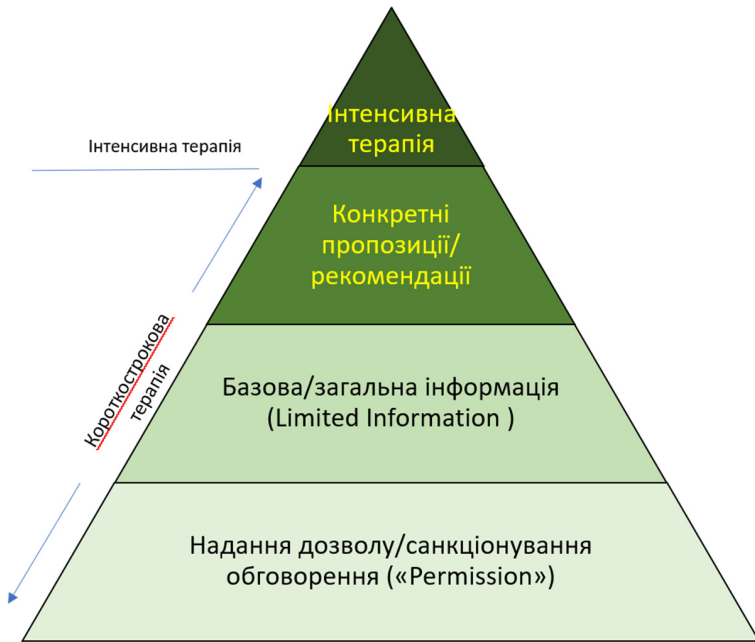 Інтенсивна
терапія
Інтенсивна терапія
Конкретні
пропозиції/
рекомендації
Короткострокова
терапія
Базова/загальна інформація
(Limited Information )
Надання дозволу/санкціонування
обговорення («Permission»)